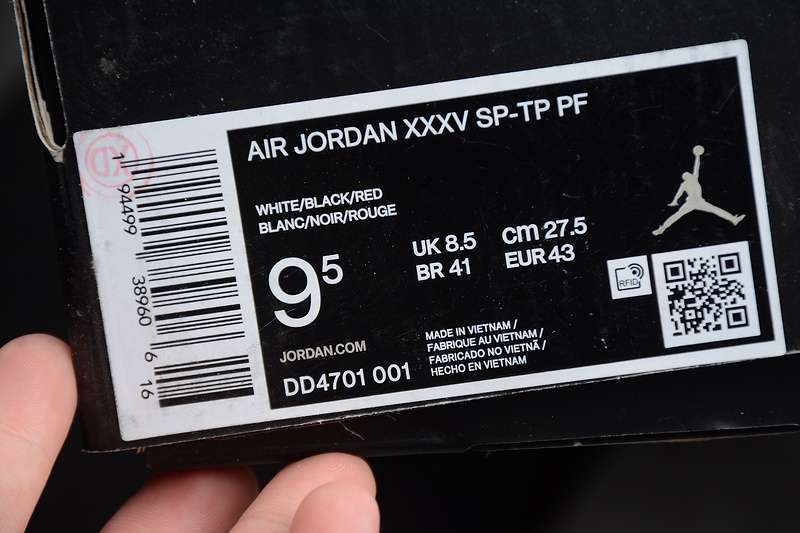 AIR JORDAN XXXV SP-TP PF
WHITE/BLACK/RED
BLANC/NOIR/ROUGE
9⁵
UK 8.5
BR 41
cm 27.5
EUR 43
RFID
JORDAN.COM
DD4701 001
MADE IN VIETNAM /
FABRIQUE AU VIETNAM /
FABRICADO NO VIETNÃ /
HECHO EN VIETNAM
1 94499 38960 6 16